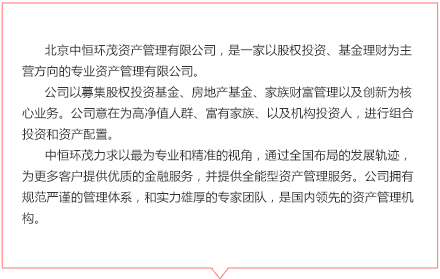 北京中恒环茂资产管理有限公司，是一家以股权投资、基金理财为主
营方向的专业资产管理有限公司。
公司以募集股权投资基金、房地产基金、家族财富管理以及创新为核
心业务。公司意在为高净值人群、富有家族、以及机构投资人，进行组合
投资和资产配置。
中恒环茂力求以最为专业和精准的视角，通过全国布局的发展轨迹，
为更多客户提供优质的金融服务，并提供全能型资产管理服务。公司拥有
规范严谨的管理体系，和实力雄厚的专家团队，是国内领先的资产管理机
构。